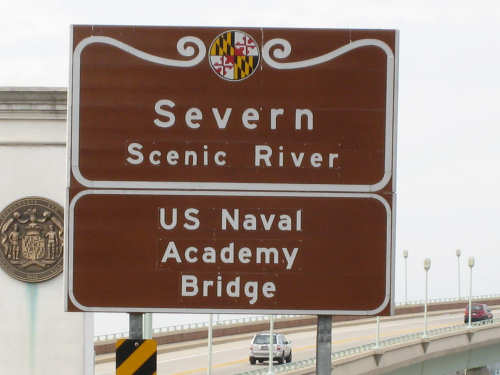 Severn
Scenic River
US Naval
Academy
Bridge